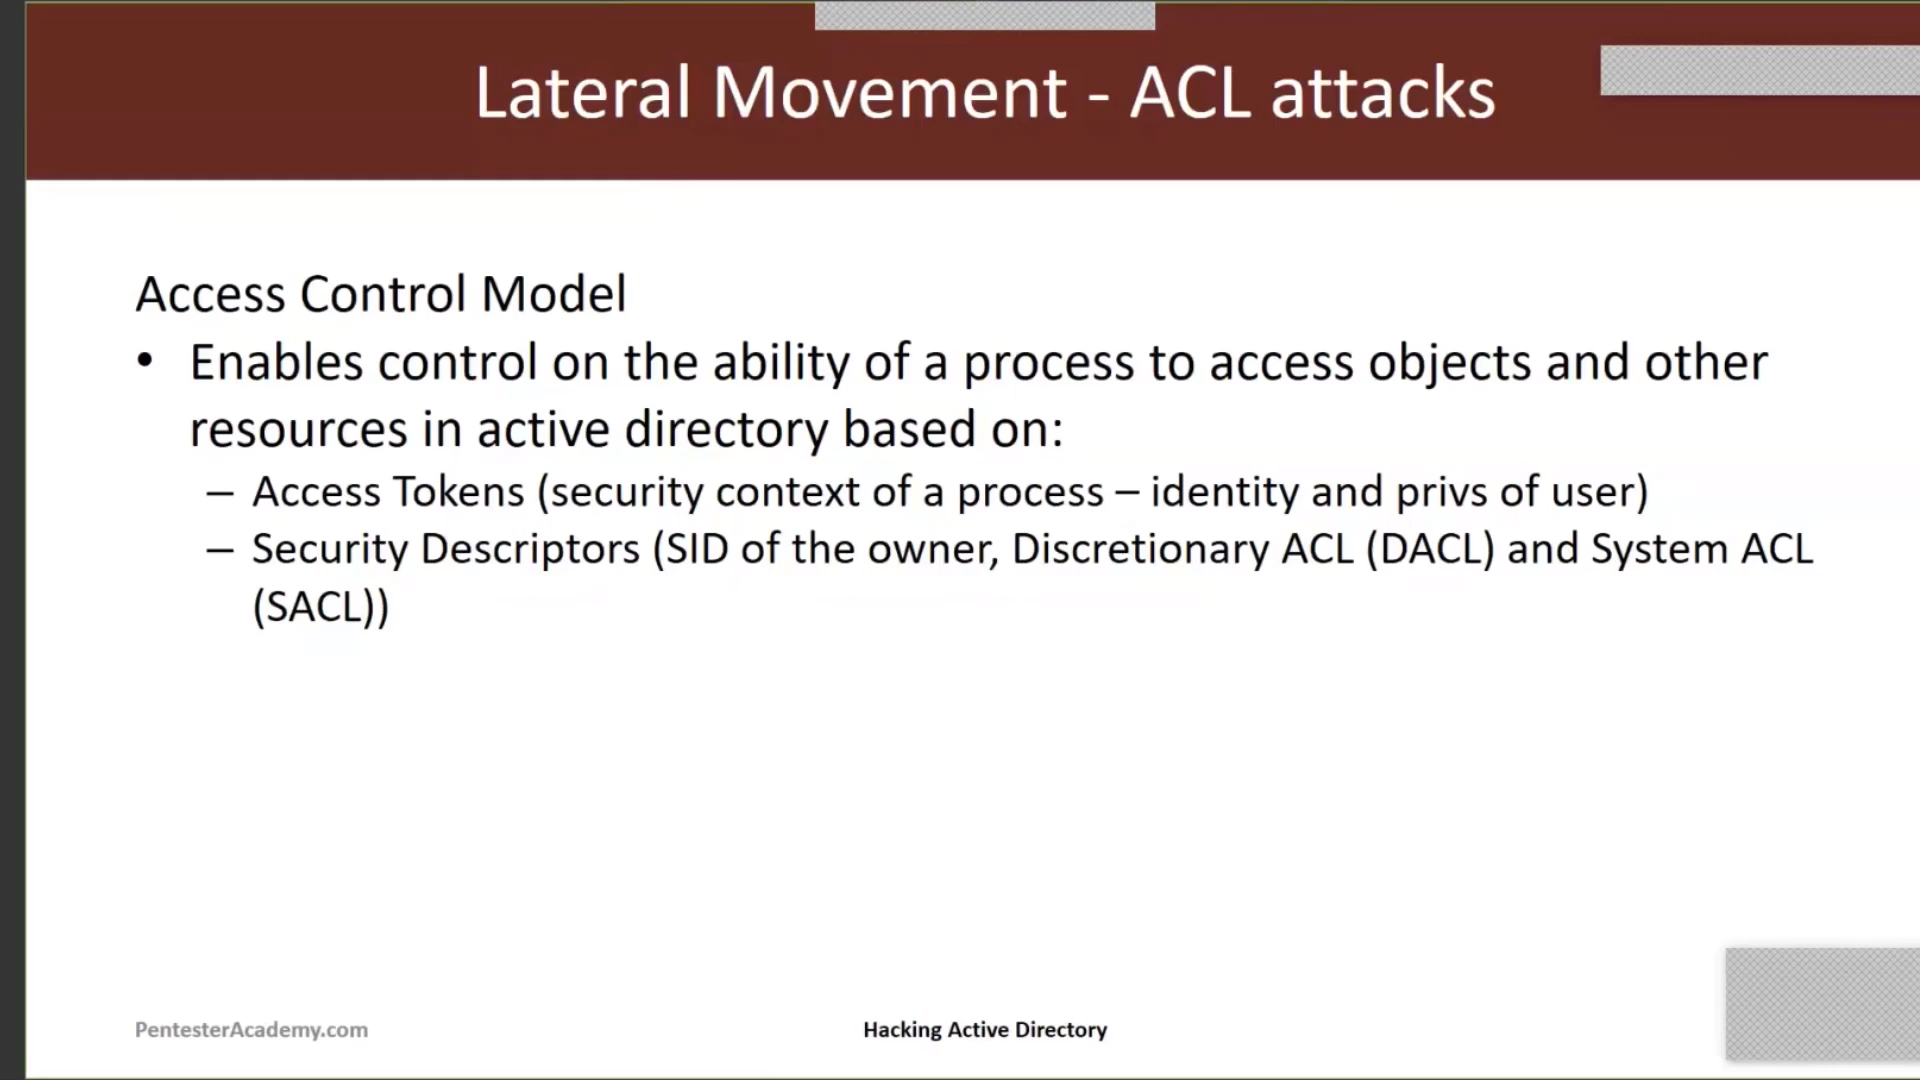 Lateral Movement - ACL attacks
Access Control Model
• Enables control on the ability of a process to access objects and other
resources in active directory based on:
– Access Tokens (security context of a process – identity and privs of user)
– Security Descriptors (SID of the owner, Discretionary ACL (DACL) and System ACL
(SACL))
PentesterAcademy.com
Hacking Active Directory